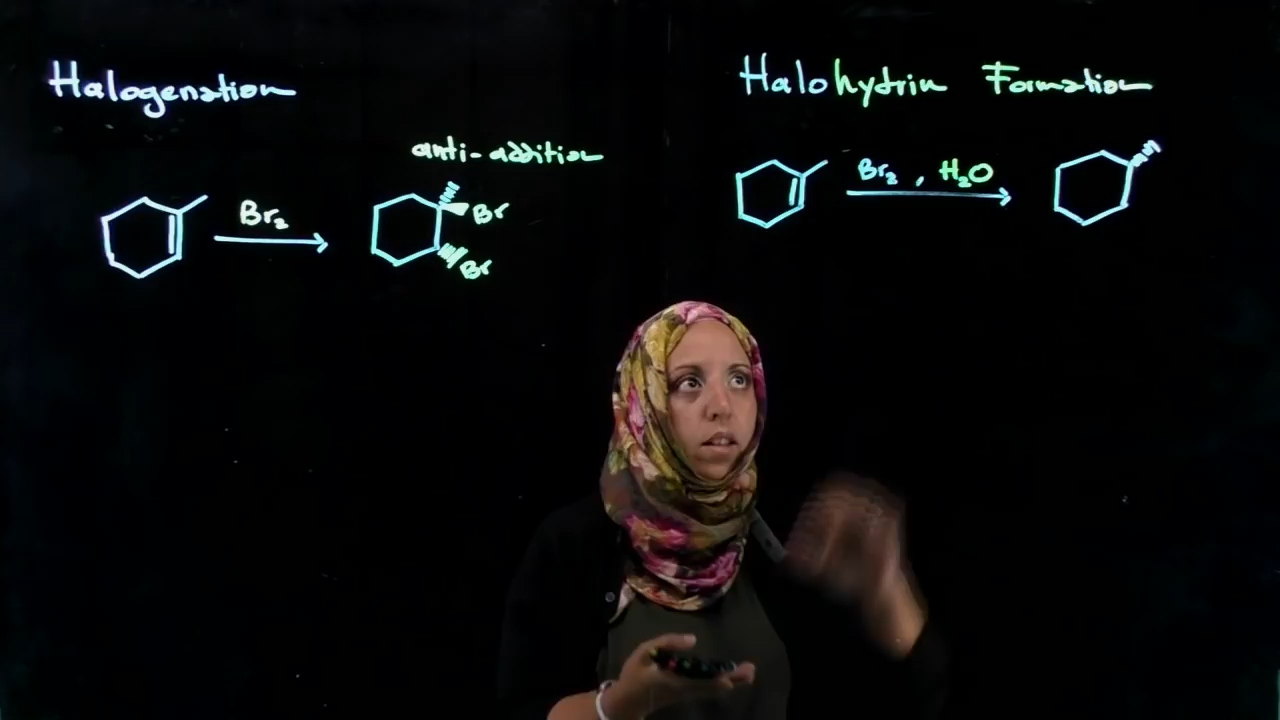 Halogenation
anti-addition
Br₂
Br
Br
Halohydrin Formation
Br₂, H₂O